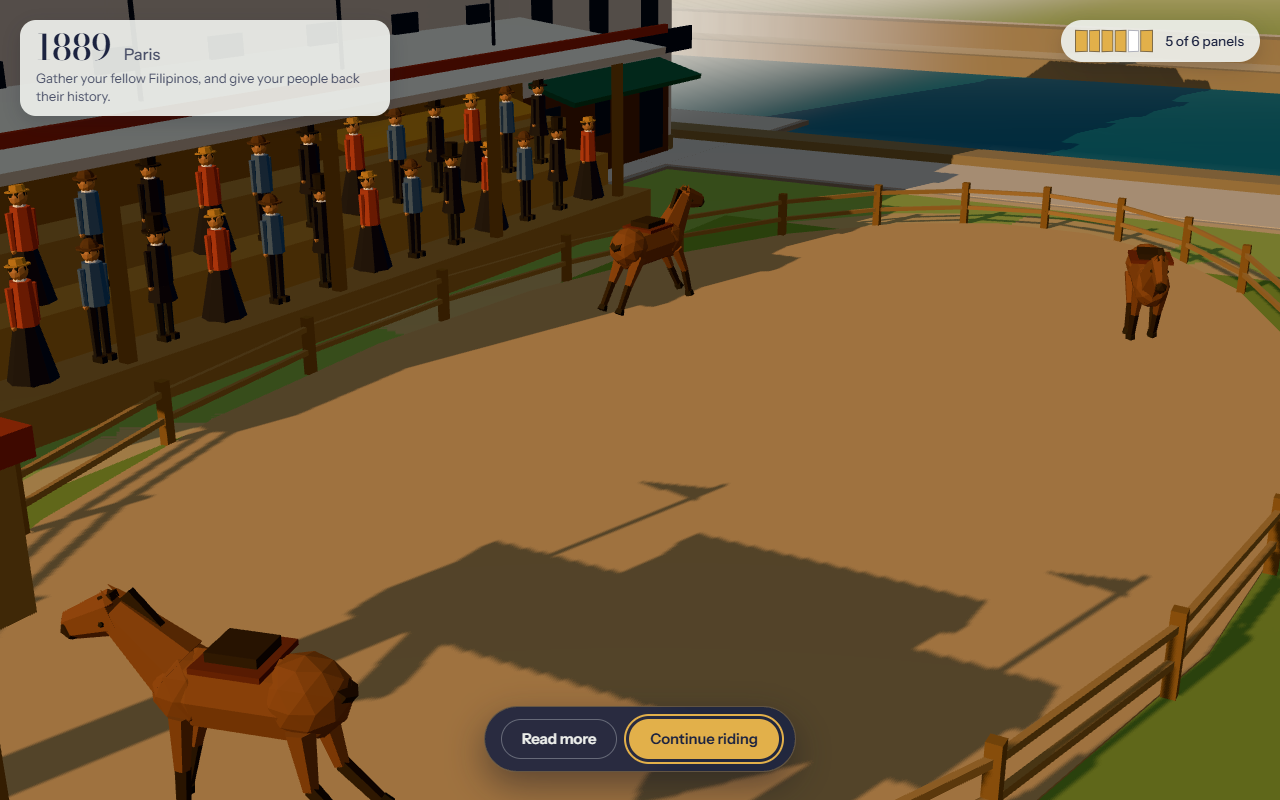 1889 Paris
Gather your fellow Filipinos, and give your people back
their history.
5 of 6 panels
Read more
Continue riding